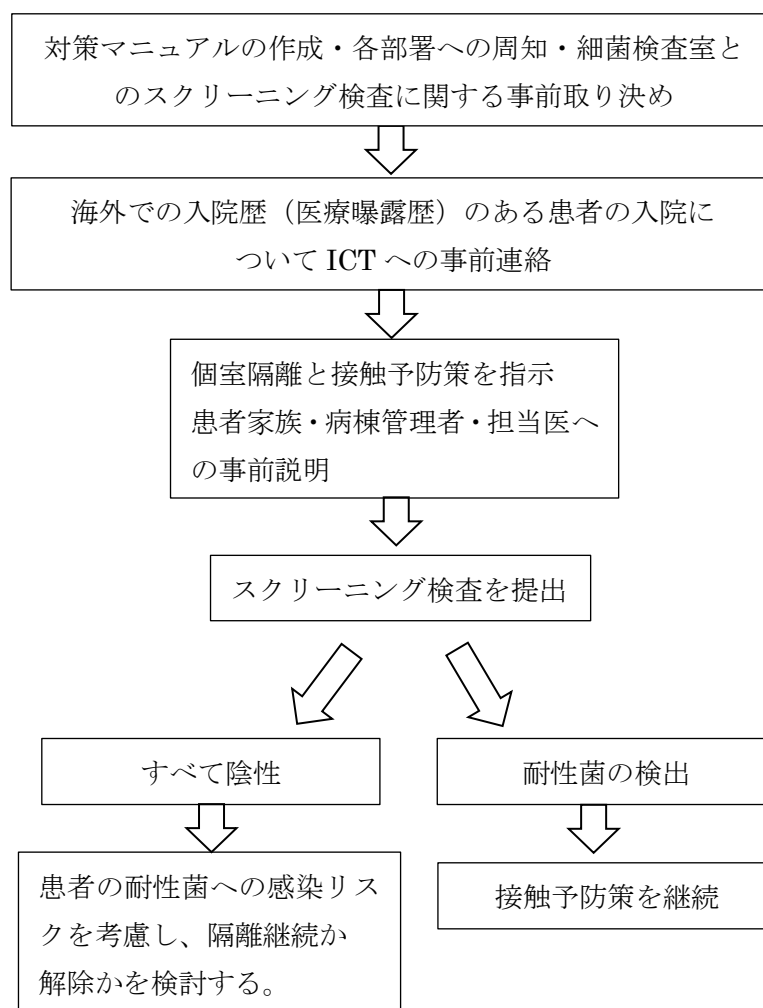 対策マニュアルの作成・各部署への周知・細菌検査室と
のスクリーニング検査に関する事前取り決め
海外での入院歴（医療曝露歴）のある患者の入院に
ついて ICT への事前連絡
個室隔離と接触予防策を指示
患者家族・病棟管理者・担当医へ
の事前説明
スクリーニング検査を提出
すべて陰性
耐性菌の検出
患者の耐性菌への感染リス
クを考慮し、隔離継続か
解除かを検討する。
接触予防策を継続